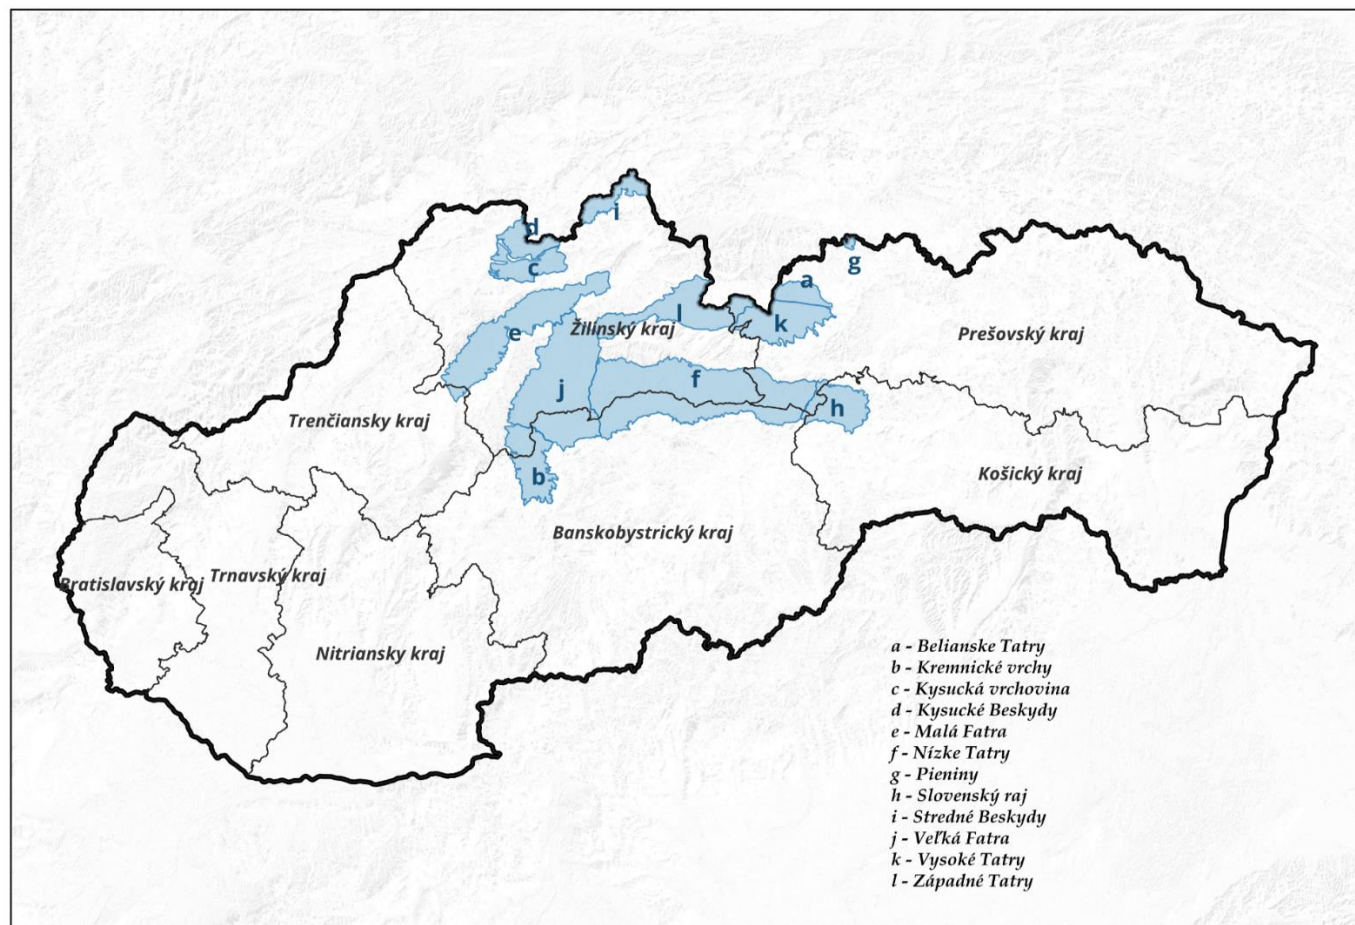 d
i
c
g
a
l
k
e
Žilinský kraj
Prešovský kraj
f
j
h
Trenčiansky kraj
b
Košický kraj
Banskobystrický kraj
Bratislavský kraj
Trnavský kraj
Nitriansky kraj
a - Belianske Tatry
b - Kremnické vrchy
c - Kysucká vrchovina
d - Kysucké Beskydy
e - Malá Fatra
f - Nízke Tatry
g - Pieniny
h - Slovenský raj
i - Stredné Beskydy
j - Veľká Fatra
k - Vysoké Tatry
l - Západné Tatry